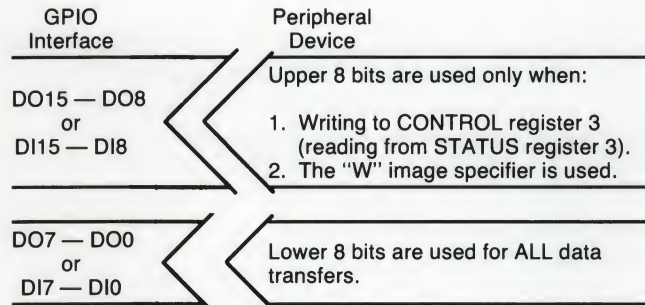 GPIO
Interface
Peripheral
Device
DO15 — DO8
or
DI15 — DI8
Upper 8 bits are used only when:
1. Writing to CONTROL register 3
(reading from STATUS register 3).
2. The "W" image specifier is used.
DO7 — DO0
or
DI7 — DI0
Lower 8 bits are used for ALL data
transfers.